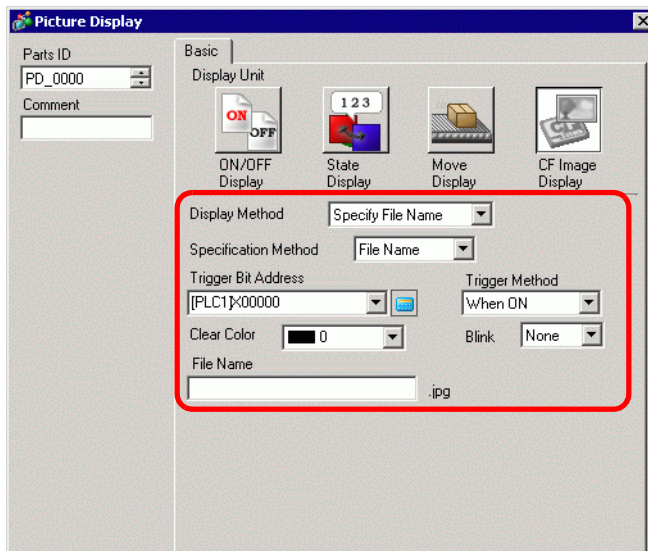 Picture Display
Parts ID
PD_0000
Comment
Basic
Display Unit
ON
OFF
123
ON/OFF Display
State Display
Move Display
CF Image Display
Display Method Specify File Name
Specification Method File Name
Trigger Bit Address
Trigger Method
[PLC1]X00000
When ON
Clear Color 0
Blink None
File Name
.jpg